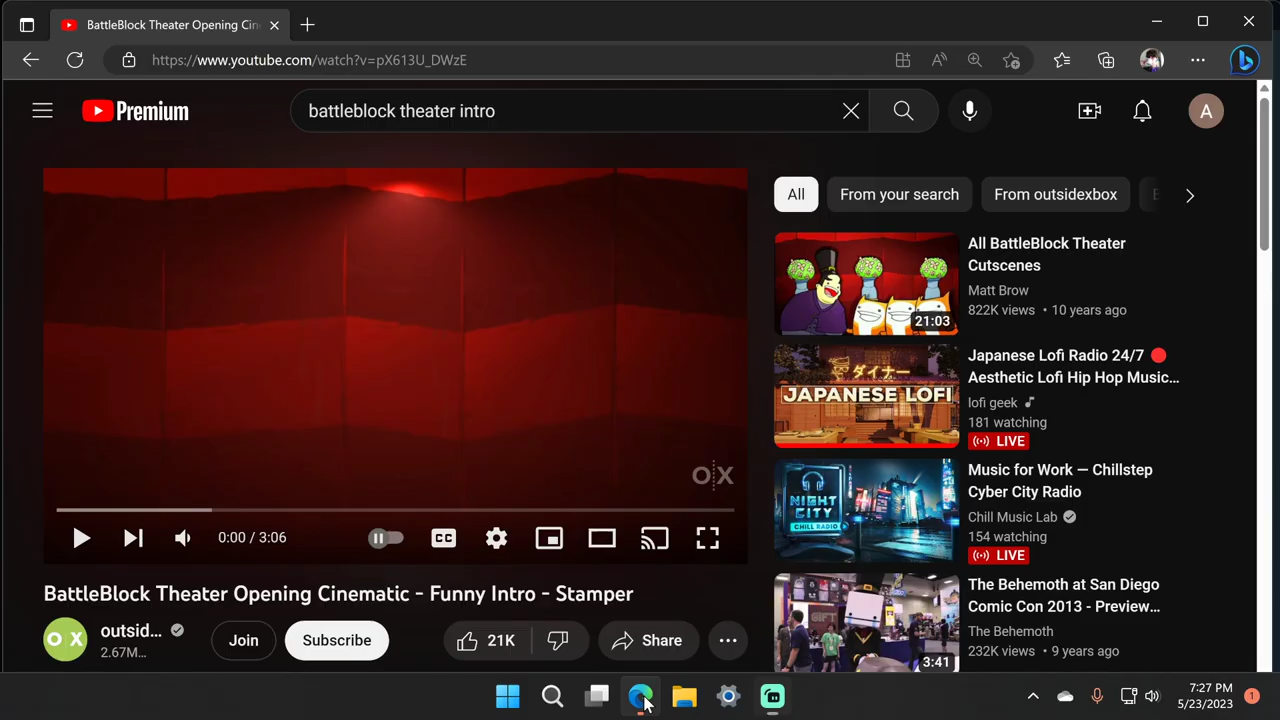 BattleBlock Theater Opening Cin
https://www.youtube.com/watch?v=pX613U_DWzE
Premium
battleblock theater intro
A
All
From your search
From outsidexbox
All BattleBlock Theater
Cutscenes
Matt Brow
822K views • 10 years ago
21:03
Japanese Lofi Radio 24/7
Aesthetic Lofi Hip Hop Music...
lofi geek
181 watching
LIVE
ダイナー
JAPANESE LOFI
Music for Work — Chillstep
Cyber City Radio
Chill Music Lab
154 watching
LIVE
NIGHT
CITY
CHILL RADIO
OX
0:00 / 3:06
CC
The Behemoth at San Diego
Comic Con 2013 - Preview...
The Behemoth
232K views • 9 years ago
3:41
BattleBlock Theater Opening Cinematic - Funny Intro - Stamper
OX
outsid...
2.67M...
Join
Subscribe
21K
Share
7:27 PM
5/23/2023
1